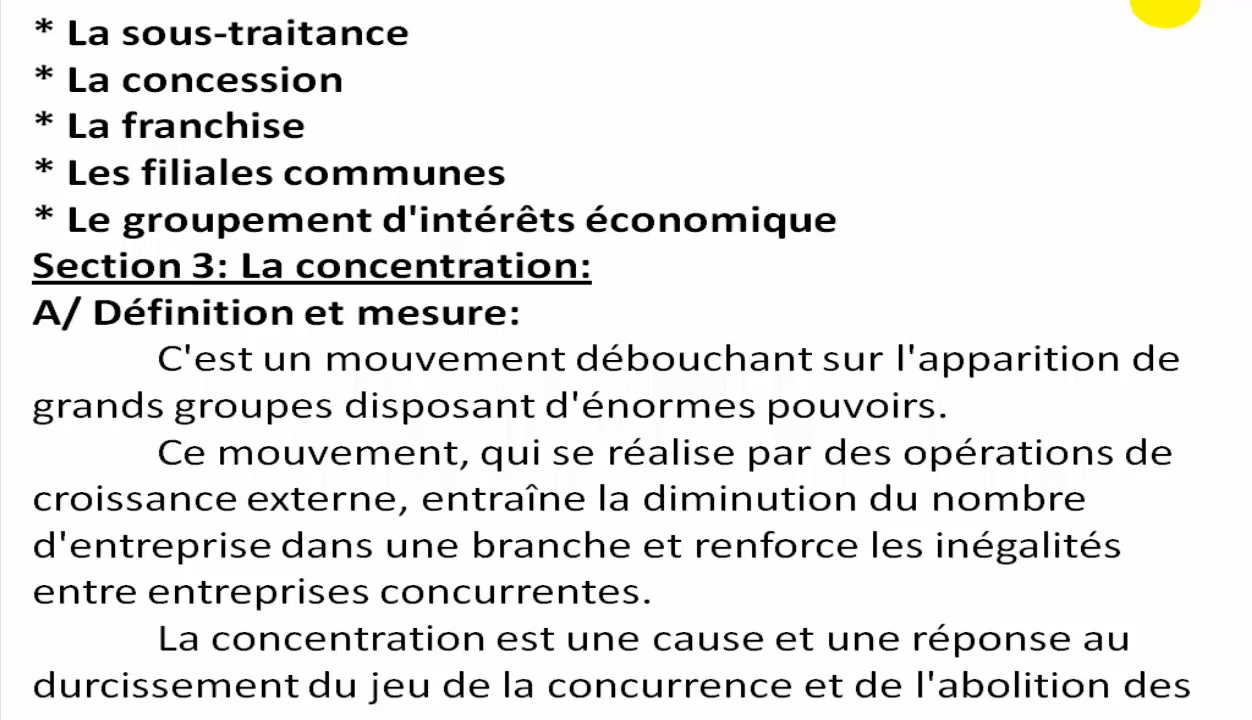 * La sous-traitance
* La concession
* La franchise
* Les filiales communes
* Le groupement d'intérêts économique
Section 3: La concentration:
A/ Définition et mesure:
C'est un mouvement débouchant sur l'apparition de
grands groupes disposant d'énormes pouvoirs.
Ce mouvement, qui se réalise par des opérations de
croissance externe, entraîne la diminution du nombre
d'entreprise dans une branche et renforce les inégalités
entre entreprises concurrentes.
La concentration est une cause et une réponse au
durcissement du jeu de la concurrence et de l'abolition des